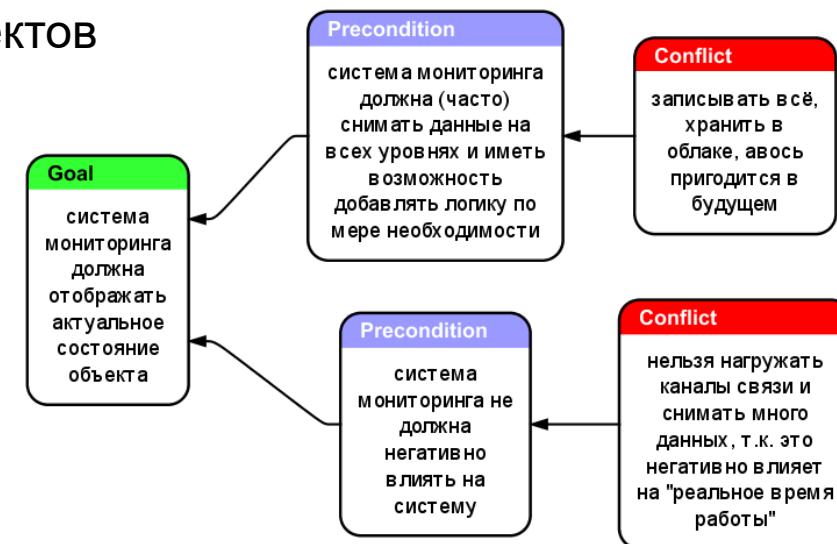 ектов
Precondition
система мониторинга
должна (часто)
снимать данные на
всех уровнях и иметь
возможность
добавлять логику по
мере необходимости
Conflict
записывать всё,
хранить в
облаке, авось
пригодится в
будущем
Goal
система
мониторинга
должна
отображать
актуальное
состояние
объекта
Precondition
система
мониторинга не
должна
негативно
влиять на
систему
Conflict
нельзя нагружать
каналы связи и
снимать много
данных, т.к. это
негативно влияет
на "реальное время
работы"